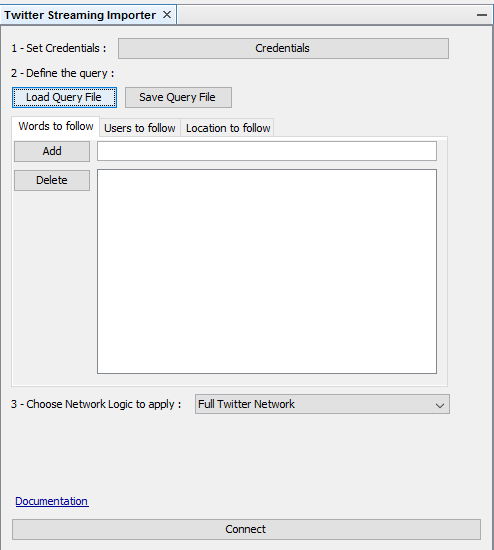 Twitter Streaming Importer
1 - Set Credentials : Credentials
2 - Define the query :
Load Query File Save Query File
Words to follow Users to follow Location to follow
Add
Delete
3 - Choose Network Logic to apply : Full Twitter Network
Documentation
Connect